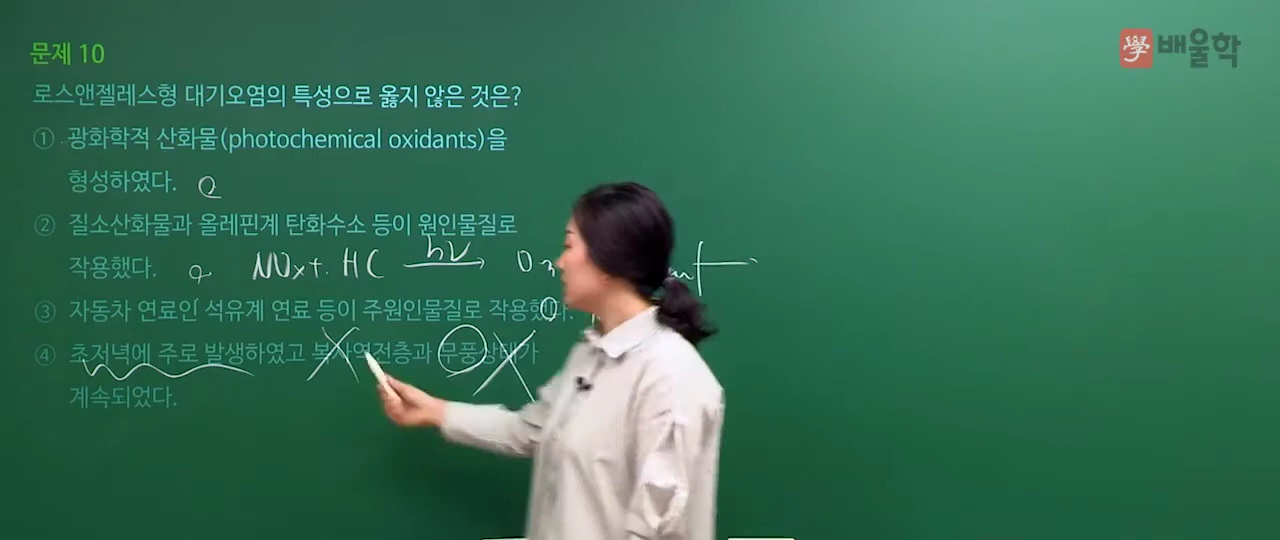 學 배울학
문제 10
로스앤젤레스형 대기오염의 특성으로 옳지 않은 것은?
① 광화학적 산화물(photochemical oxidants)을
형성하였다.
② 질소산화물과 올레핀계 탄화수소 등이 원인물질로
작용했다. NOx + HC hν
③ 자동차 연료인 석유계 연료 등이 주원인물질로 작용했다.
④ 초저녁에 주로 발생하였고 복사역전층과 무풍상태가
계속되었다.